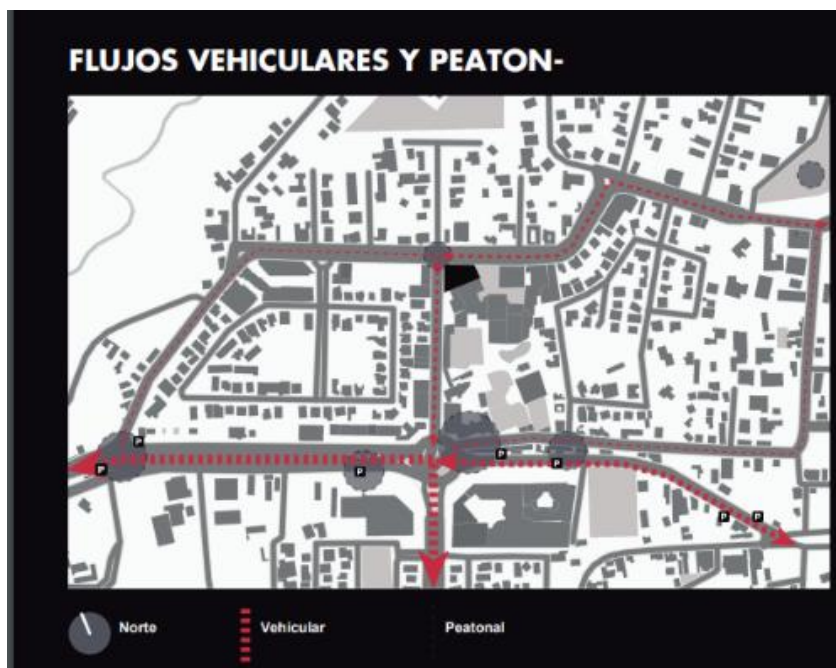 FLUJOS VEHICULARES Y PEATON-
P
P
P
P
P
P P
Norte
Vehicular
Peatonal